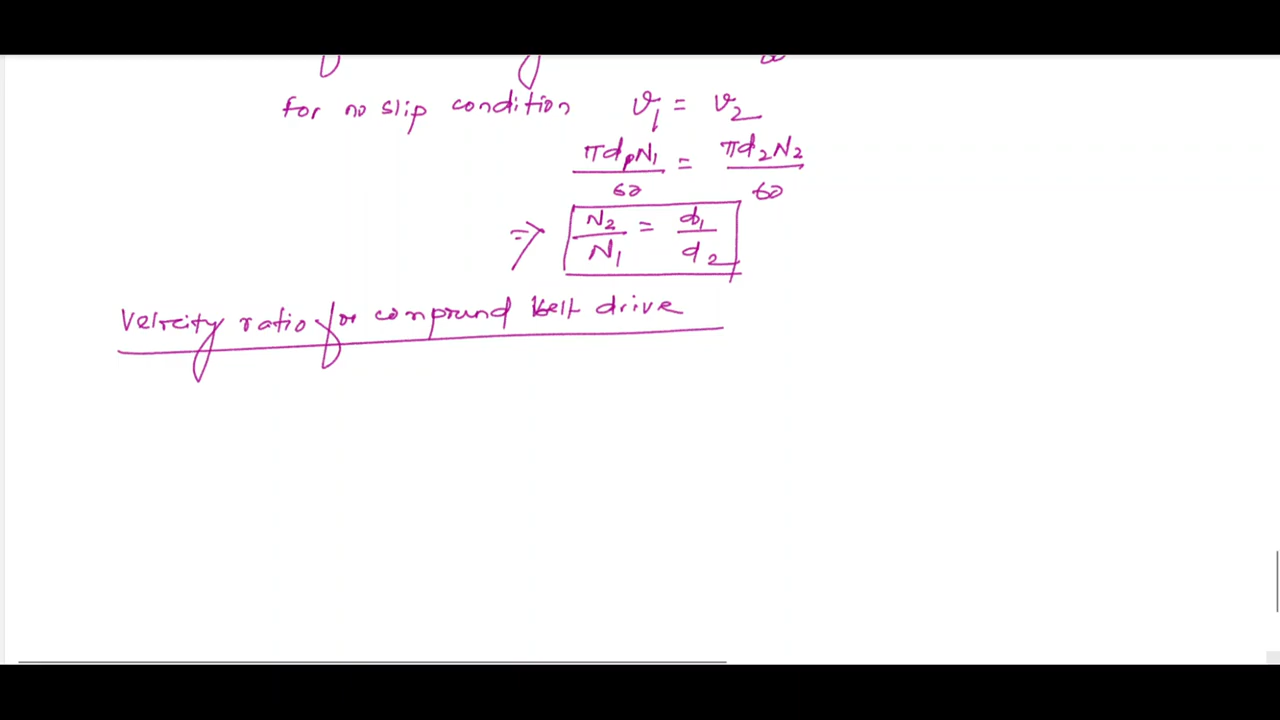 for no slip condition v₁ = v₂
πdₚN₁/60 = πd₂N₂/60
⇒ N₂/N₁ = d₁/d₂
Velocity ratio for compound belt drive